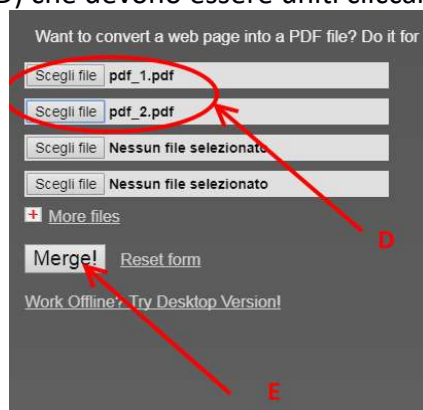 D) che devono essere uniti
Want to convert a web page into a PDF file? Do it for
Scegli file pdf_1.pdf
Scegli file pdf_2.pdf
Scegli file Nessun file selezionato
Scegli file Nessun file selezionato
More files
D
Merge! Reset form
Work Offline? Try Desktop Version!
E